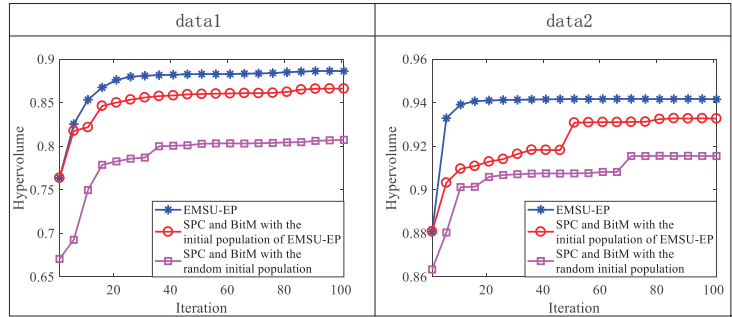 data1
data2
0.9
0.85
0.8
0.75
0.7
0.65
Hypervolume
EMSU-EP
SPC and BitM with the
initial population of EMSU-EP
SPC and BitM with the
random initial population
20
40
60
80
100
Iteration
0.96
0.94
0.92
0.9
0.88
0.86
Hypervolume
EMSU-EP
SPC and BitM with the
initial population of EMSU-EP
SPC and BitM with the
random initial population
20
40
60
80
100
Iteration